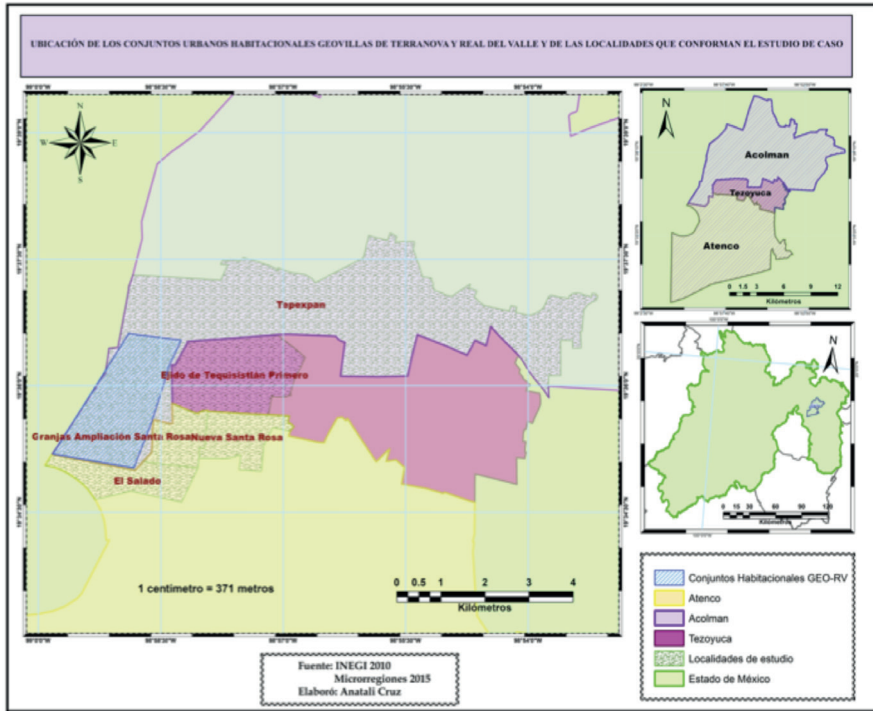 UBICACIÓN DE LOS CONJUNTOS URBANOS HABITACIONALES GEOVILLAS DE TERRANOVA Y REAL DEL VALLE Y DE LAS LOCALIDADES QUE CONFORMAN EL ESTUDIO DE CASO
N
W
E
S
Tepexpan
Ejido de Tequisistlán Primero
Granjas Ampliación Santa Rosa
Nueva Santa Rosa
El Salado
1 centímetro = 371 metros
0 0.5 1 2 3 4
Kilómetros
N
Acolman
Tezoyuca
Atenco
0 1.5 3 6 9 12
Kilómetros
N
0 15 30 60 90 120
Kilómetros
Conjuntos Habitacionales GEO-RV
Atenco
Acolman
Tezoyuca
Localidades de estudio
Estado de México
Fuente: INEGI 2010
Microrregiones 2015
Elaboró: Anatali Cruz